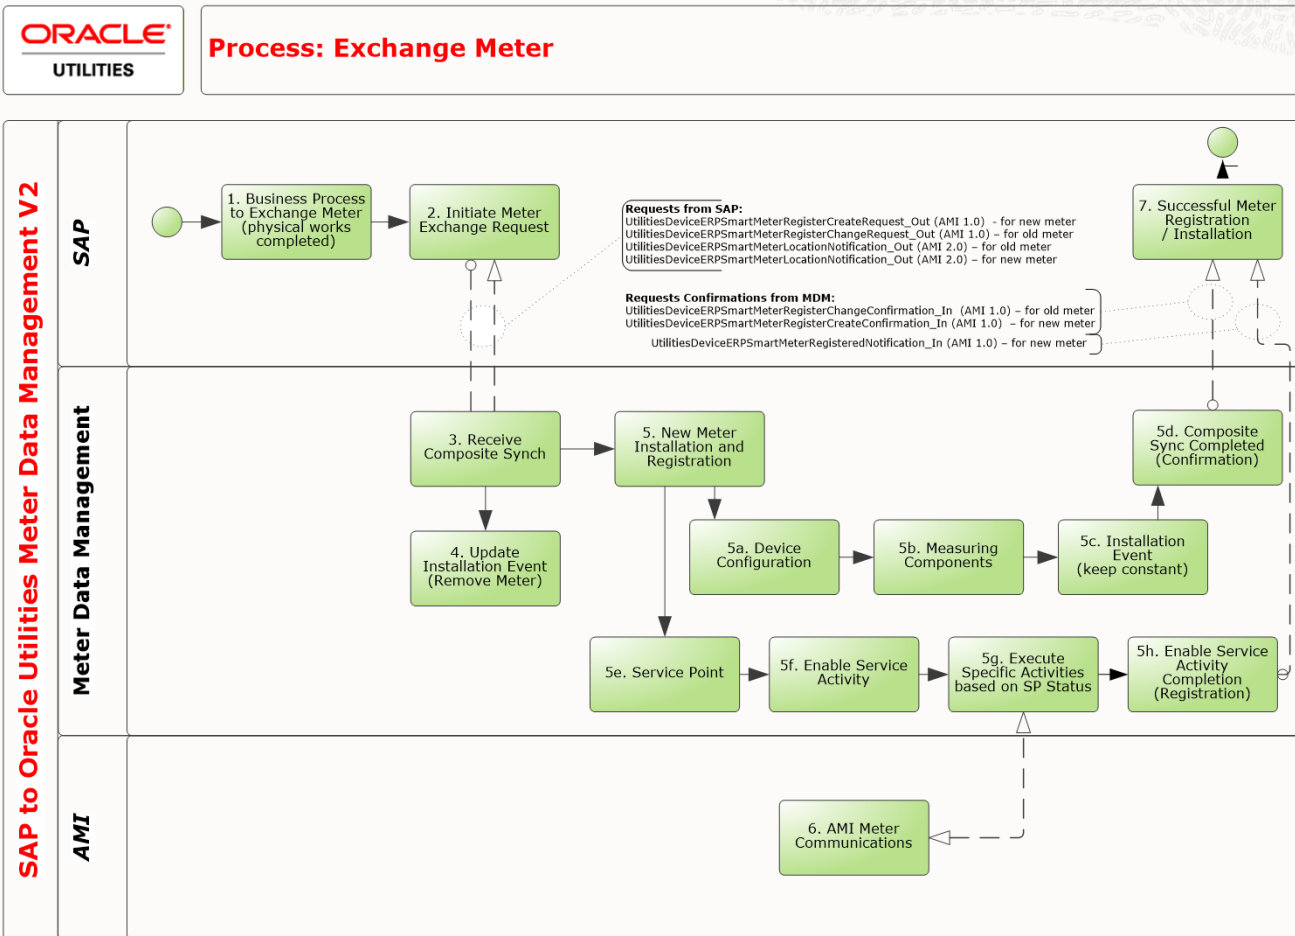 ORACLE®
UTILITIES
Process: Exchange Meter
SAP to Oracle Utilities Meter Data Management V2
SAP
1. Business Process
to Exchange Meter
(physical works
completed)
2. Initiate Meter
Exchange Request
Requests from SAP:
UtilitiesDeviceERPSmartMeterRegisterCreateRequest_Out (AMI 1.0)  - for new meter
UtilitiesDeviceERPSmartMeterRegisterChangeRequest_Out (AMI 1.0) – for old meter
UtilitiesDeviceERPSmartMeterLocationNotification_Out (AMI 2.0) – for old meter
UtilitiesDeviceERPSmartMeterLocationNotification_Out (AMI 2.0) – for new meter
Requests Confirmations from MDM:
UtilitiesDeviceERPSmartMeterRegisterChangeConfirmation_In  (AMI 1.0) – for old meter
UtilitiesDeviceERPSmartMeterRegisterCreateConfirmation_In (AMI 1.0)  – for new meter
UtilitiesDeviceERPSmartMeterRegisteredNotification_In (AMI 1.0) – for new meter
7. Successful Meter
Registration
/ Installation
Meter Data Management
3. Receive
Composite Synch
5. New Meter
Installation and
Registration
5d. Composite
Sync Completed
(Confirmation)
4. Update
Installation Event
(Remove Meter)
5a. Device
Configuration
5b. Measuring
Components
5c. Installation
Event
(keep constant)
5e. Service Point
5f. Enable Service
Activity
5g. Execute
Specific Activities
based on SP Status
5h. Enable Service
Activity
Completion
(Registration)
AMI
6. AMI Meter
Communications